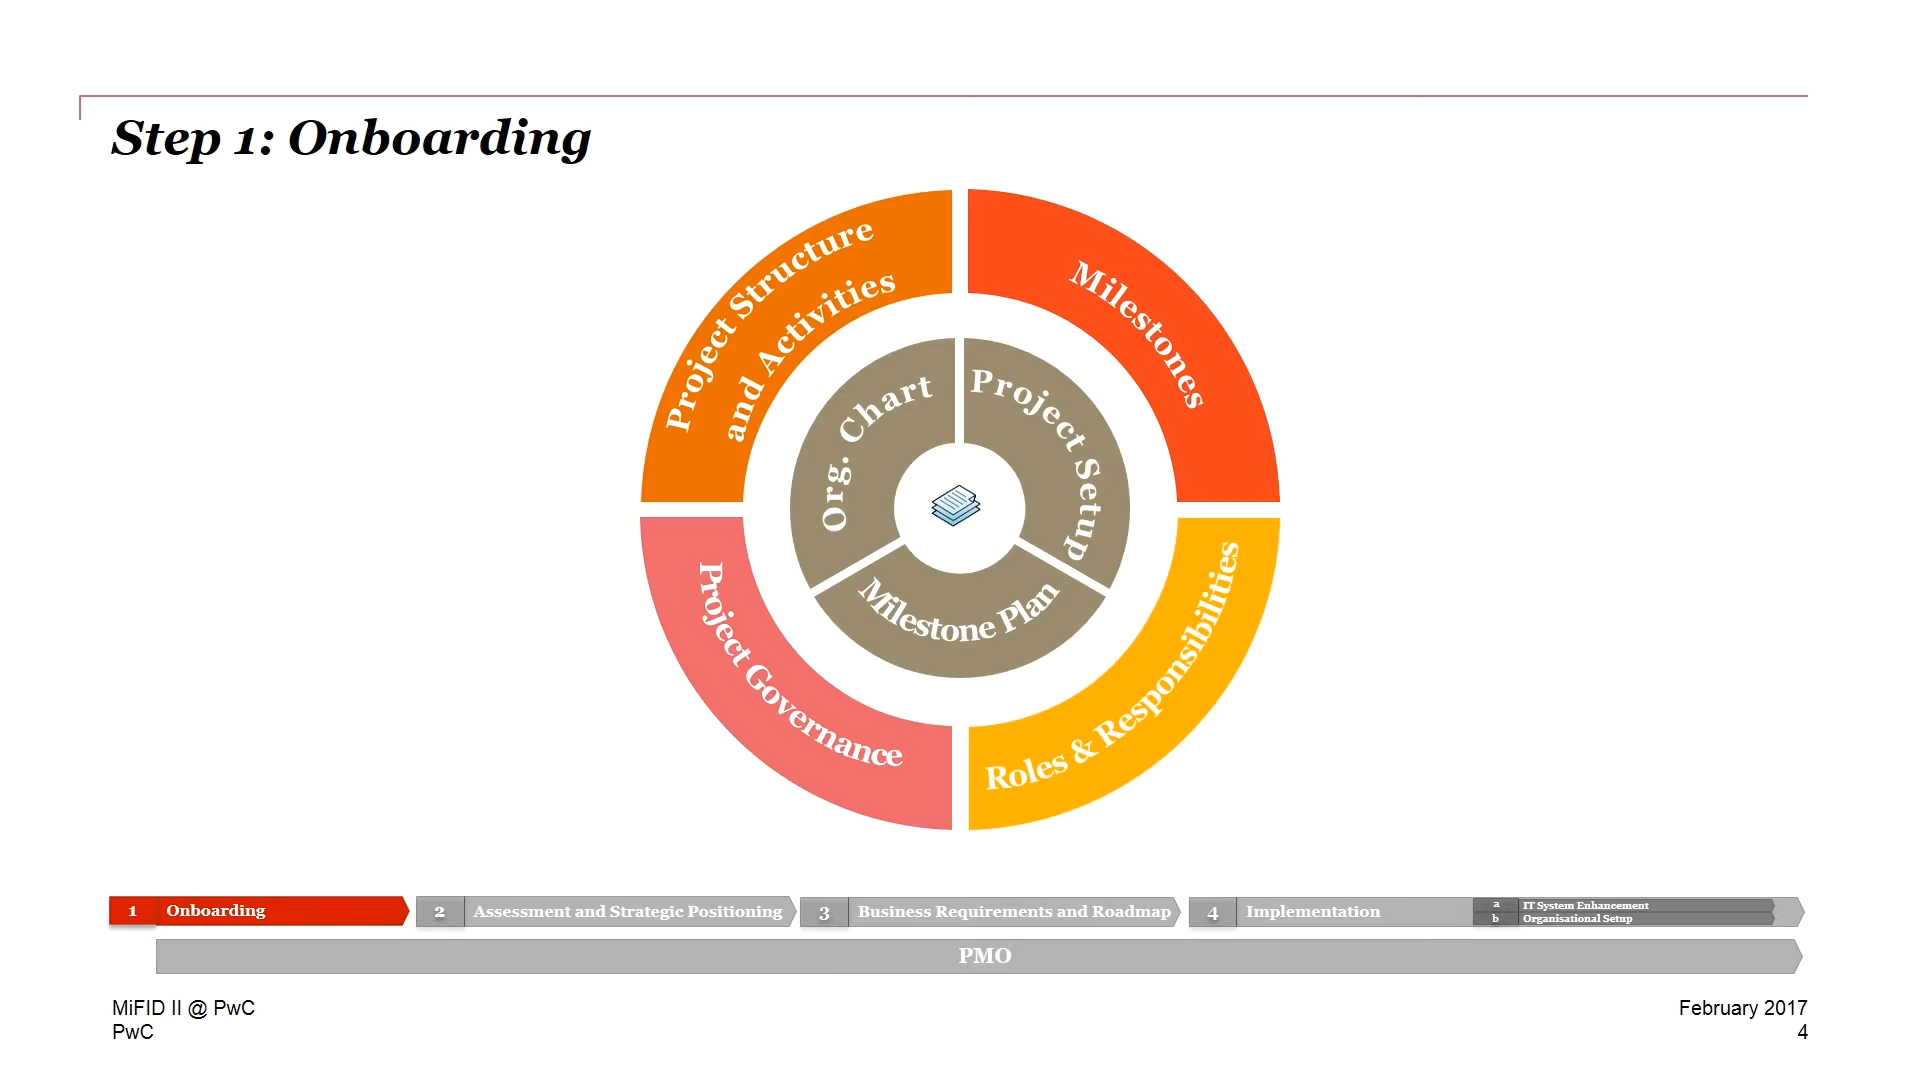 Step 1: Onboarding
Project Structure
and Activities
Milestones
Org. Chart
Project Setup
Milestone Plan
Project Governance
Roles & Responsibilities
1 Onboarding
2 Assessment and Strategic Positioning
3 Business Requirements and Roadmap
4 Implementation
a IT System Enhancement
b Organisational Setup
PMO
MiFID II @ PwC
PwC
February 2017
4